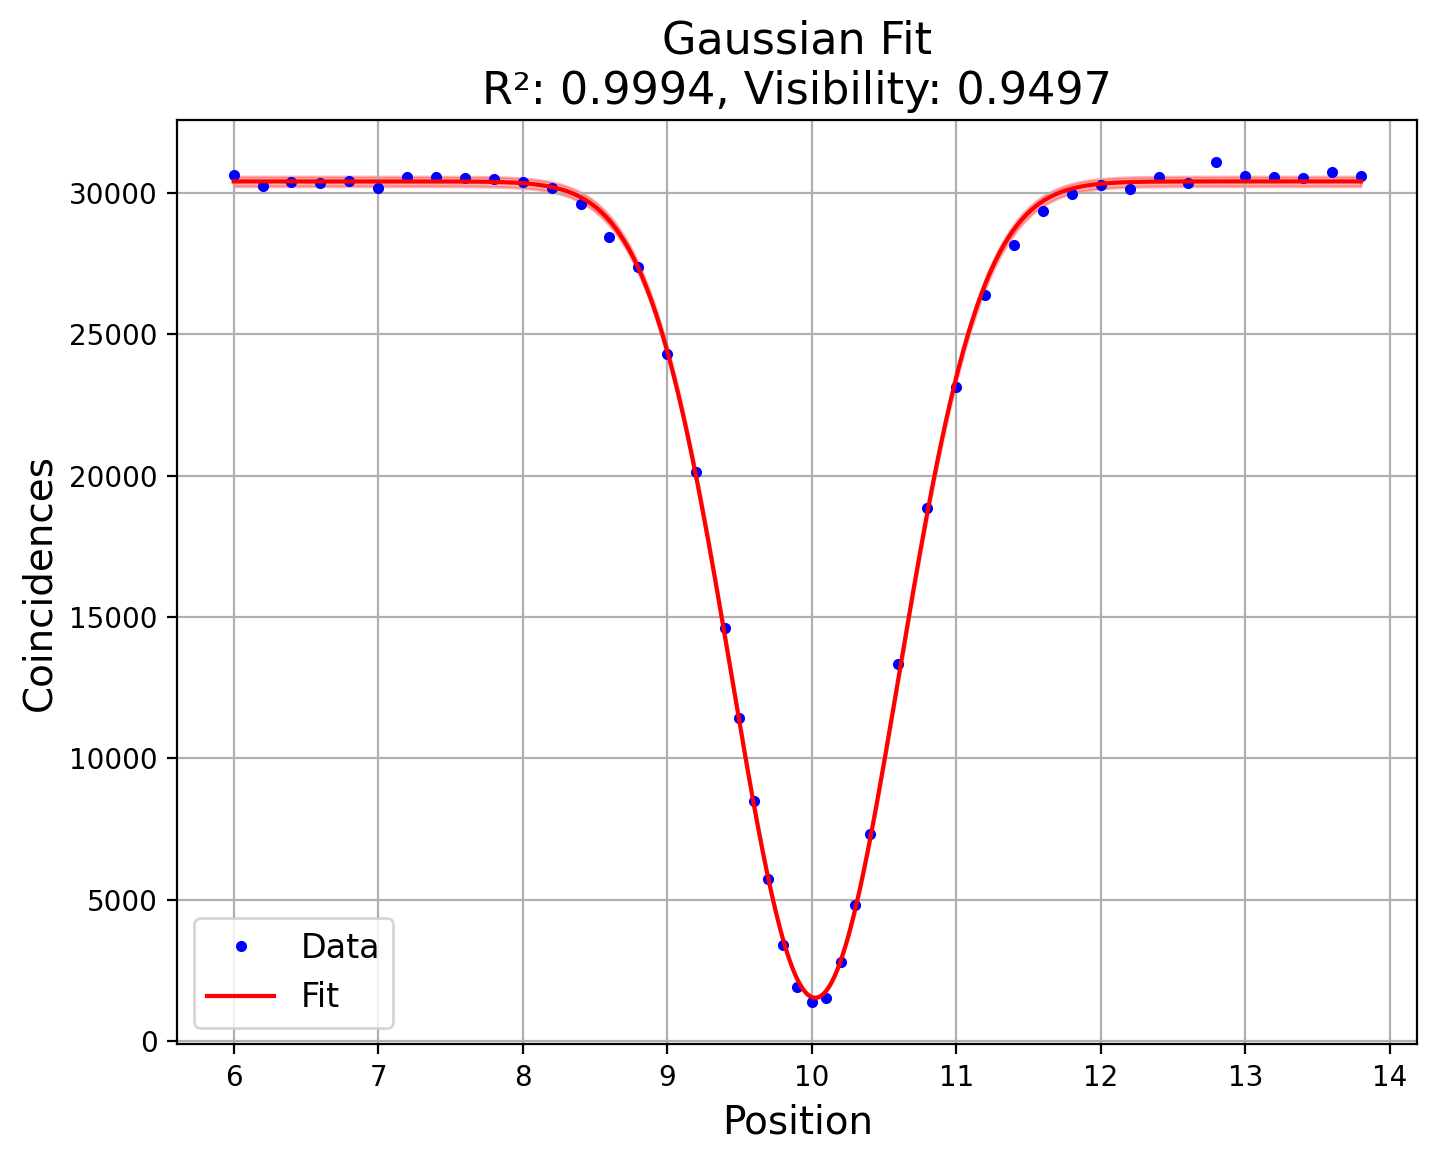 Gaussian Fit
R²: 0.9994, Visibility: 0.9497
30000
25000
20000
15000
10000
5000
0
Coincidences
Data
Fit
6 7 8 9 10 11 12 13 14
Position